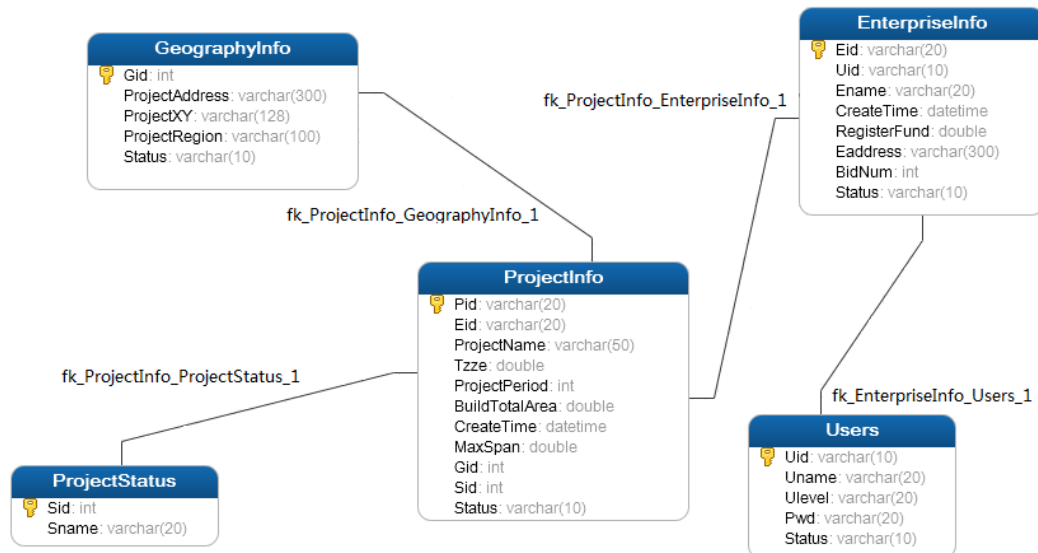 GeographyInfo
Gid: int
ProjectAddress: varchar(300)
ProjectXY: varchar(128)
ProjectRegion: varchar(100)
Status: varchar(10)
EnterpriseInfo
Eid: varchar(20)
Uid: varchar(10)
Ename: varchar(20)
CreateTime: datetime
RegisterFund: double
Eaddress: varchar(300)
BidNum: int
Status: varchar(10)
fk_ProjectInfo_EnterpriseInfo_1
fk_ProjectInfo_GeographyInfo_1
ProjectInfo
Pid: varchar(20)
Eid: varchar(20)
ProjectName: varchar(50)
Tzze: double
ProjectPeriod: int
BuildTotalArea: double
CreateTime: datetime
MaxSpan: double
Gid: int
Sid: int
Status: varchar(10)
fk_ProjectInfo_ProjectStatus_1
fk_EnterpriseInfo_Users_1
ProjectStatus
Sid: int
Sname: varchar(20)
Users
Uid: varchar(10)
Uname: varchar(20)
Ulevel: varchar(20)
Pwd: varchar(20)
Status: varchar(10)